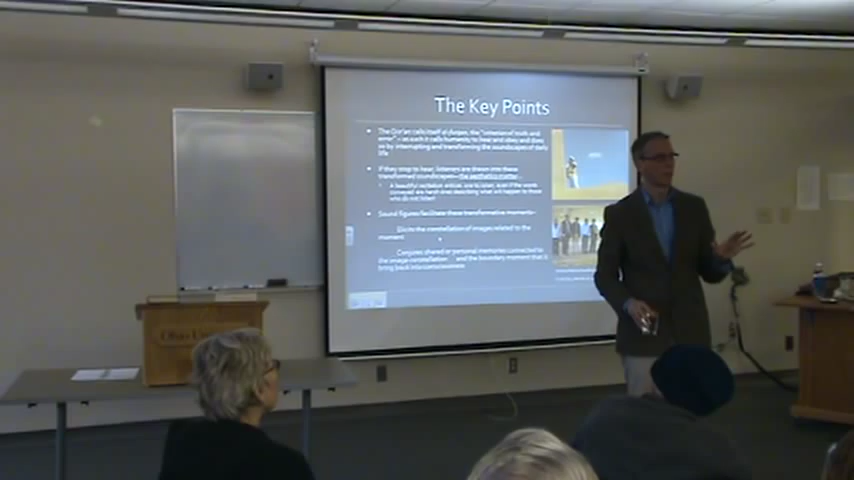 The Key Points
The Qur'an calls itself al-furqan, the "criterion of truth and
error" – as such it calls humanity to hear and obey and does
so by interrupting and transforming the soundscapes of daily
life
If they stop to hear, listeners are drawn into these
transformed soundscapes—the aesthetics matter
A beautiful recitation entices one to listen, even if the words
conveyed are harsh ones describing what will happen to those
who do not listen!
Sound figures facilitate these transformative moments–
Elicits the constellation of images related to the
moment
Conjures shared or personal memories connected to
the image-constellation and the boundary moment that it
bring back into consciousness
Ohio